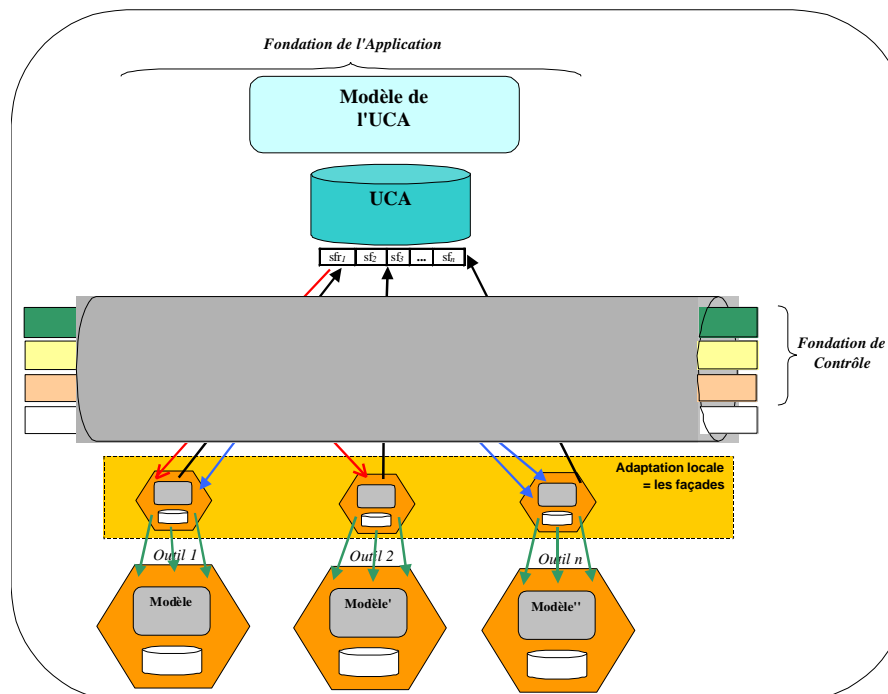 Fondation de l'Application
Modèle de
l'UCA
UCA
sfr1 sf2 sf3 ... sfn
Fondation de
Contrôle
Adaptation locale
= les façades
Outil 1 Outil 2 Outil n
Modèle Modèle' Modèle''